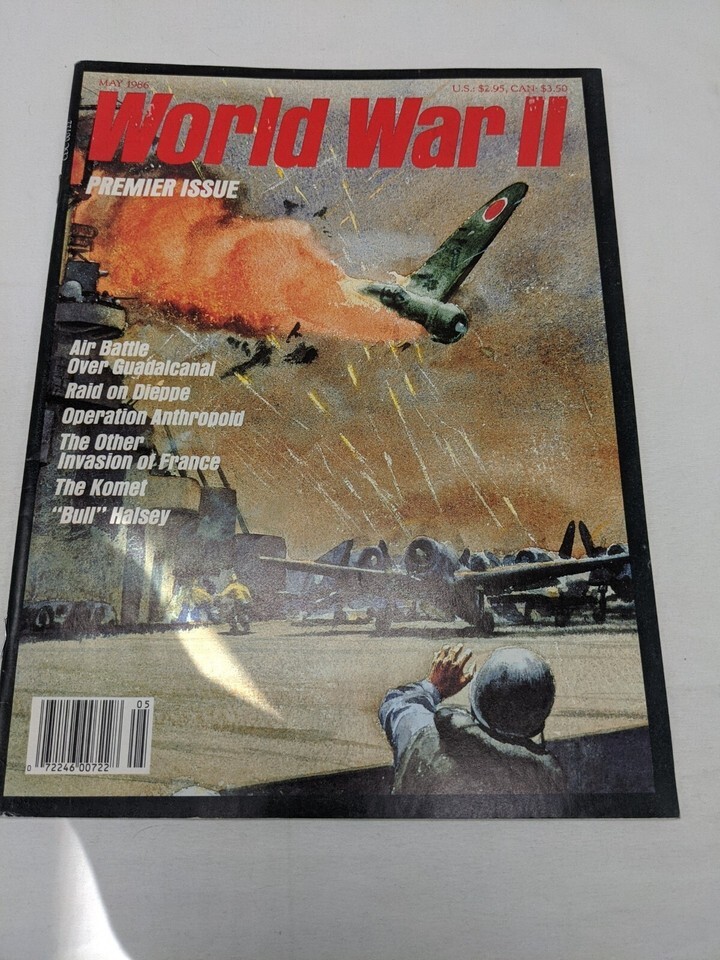 MAY 1986
U.S.: $2.95, CAN: $3.50
World War II
PREMIER ISSUE
Air Battle
Over Guadalcanal
Raid on Dieppe
Operation Anthropoid
The Other
Invasion of France
The Komet
"Bull" Halsey
05
0 72246 00722